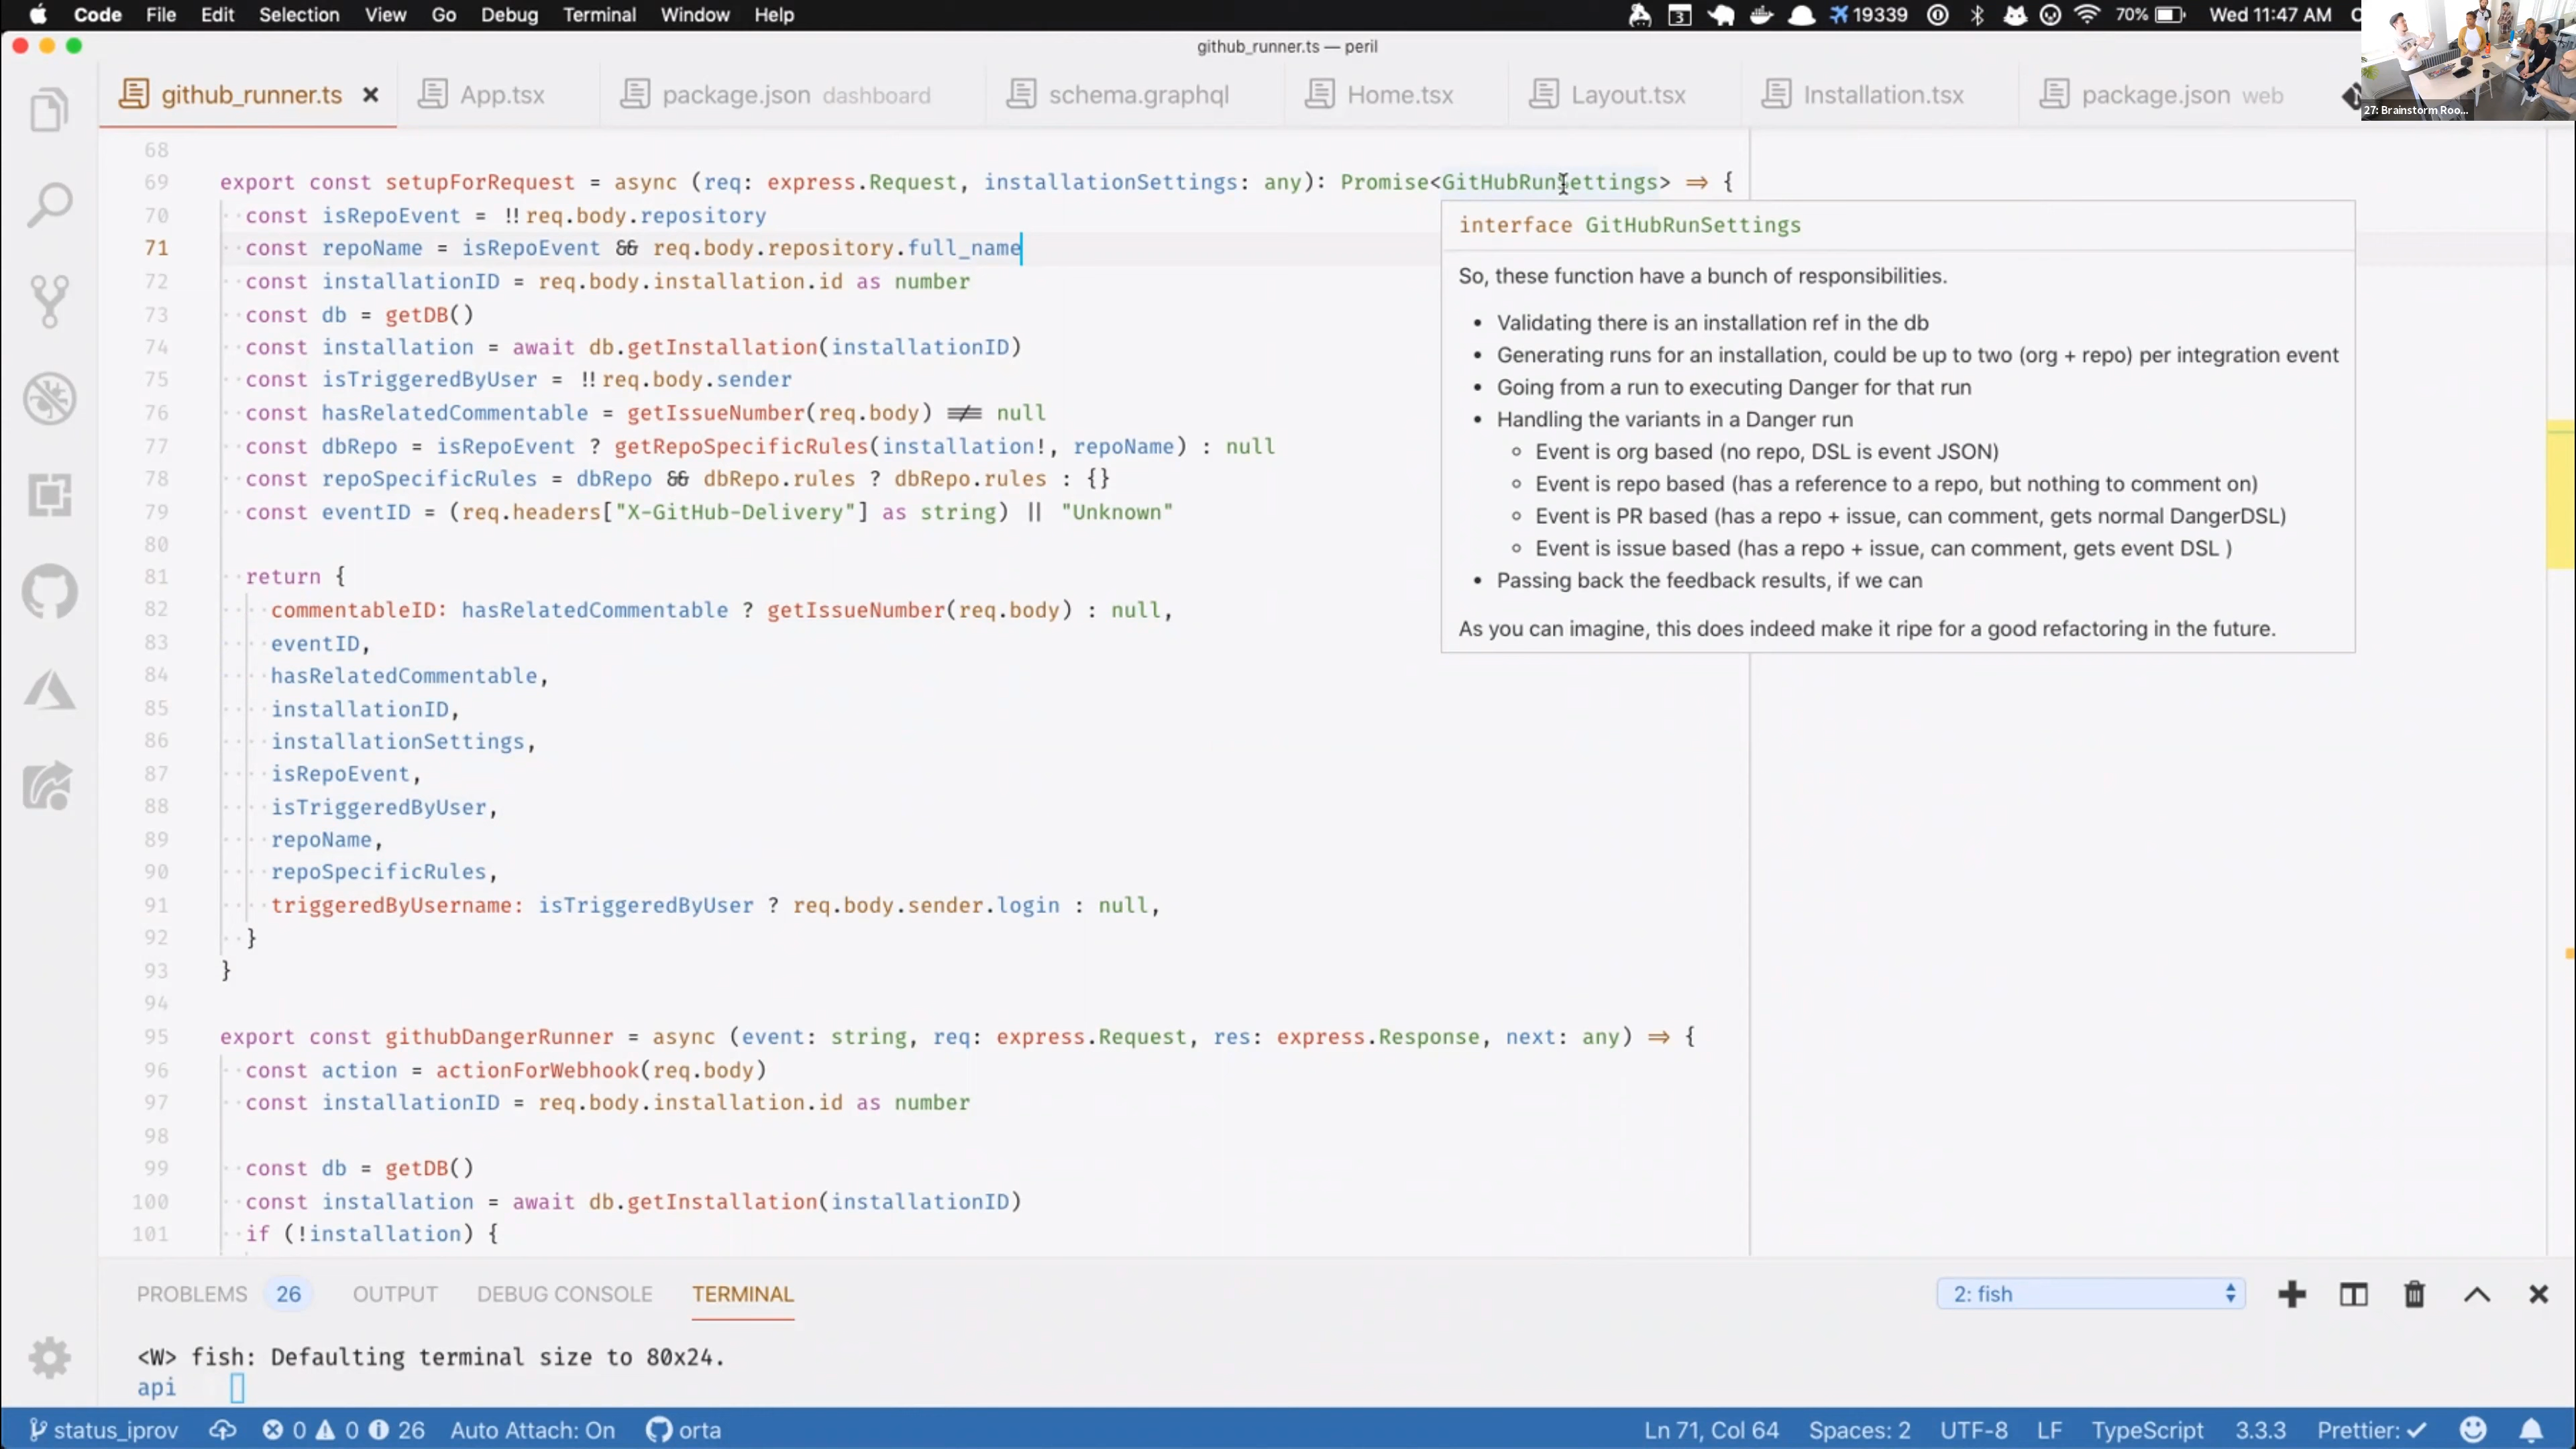 Code File Edit Selection View Go Debug Terminal Window Help
3 19339 70% Wed 11:47 AM
github_runner.ts — peril
github_runner.ts App.tsx package.json dashboard schema.graphql Home.tsx Layout.tsx Installation.tsx package.json web
27: Brainstorm Roo...
68
69 export const setupForRequest = async (req: express.Request, installationSettings: any): Promise<GitHubRunSettings> => {
70 const isRepoEvent = !!req.body.repository
71 const repoName = isRepoEvent && req.body.repository.full_name
72 const installationID = req.body.installation.id as number
73 const db = getDB()
74 const installation = await db.getInstallation(installationID)
75 const isTriggeredByUser = !!req.body.sender
76 const hasRelatedCommentable = getIssueNumber(req.body) !== null
77 const dbRepo = isRepoEvent ? getRepoSpecificRules(installation!, repoName) : null
78 const repoSpecificRules = dbRepo && dbRepo.rules ? dbRepo.rules : {}
79 const eventID = (req.headers["X-GitHub-Delivery"] as string) || "Unknown"
80
81 return {
82 commentableID: hasRelatedCommentable ? getIssueNumber(req.body) : null,
83 eventID,
84 hasRelatedCommentable,
85 installationID,
86 installationSettings,
87 isRepoEvent,
88 isTriggeredByUser,
89 repoName,
90 repoSpecificRules,
91 triggeredByUsername: isTriggeredByUser ? req.body.sender.login : null,
92 }
93 }
94
95 export const githubDangerRunner = async (event: string, req: express.Request, res: express.Response, next: any) => {
96 const action = actionForWebhook(req.body)
97 const installationID = req.body.installation.id as number
98
99 const db = getDB()
100 const installation = await db.getInstallation(installationID)
101 if (!installation) {
interface GitHubRunSettings
So, these function have a bunch of responsibilities.
• Validating there is an installation ref in the db
• Generating runs for an installation, could be up to two (org + repo) per integration event
• Going from a run to executing Danger for that run
• Handling the variants in a Danger run
◦ Event is org based (no repo, DSL is event JSON)
◦ Event is repo based (has a reference to a repo, but nothing to comment on)
◦ Event is PR based (has a repo + issue, can comment, gets normal DangerDSL)
◦ Event is issue based (has a repo + issue, can comment, gets event DSL )
• Passing back the feedback results, if we can
As you can imagine, this does indeed make it ripe for a good refactoring in the future.
PROBLEMS 26 OUTPUT DEBUG CONSOLE TERMINAL 2: fish
<W> fish: Defaulting terminal size to 80x24.
api
status_iprov 0 0 26 Auto Attach: On orta Ln 71, Col 64 Spaces: 2 UTF-8 LF TypeScript 3.3.3 Prettier: ✓